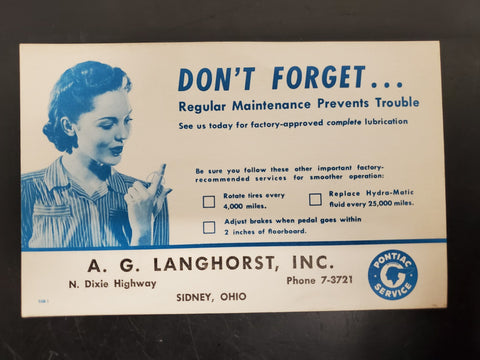 DON'T FORGET...
Regular Maintenance Prevents Trouble
See us today for factory-approved complete lubrication
Be sure you follow these other important factory-
recommended services for smoother operation:
Rotate tires every
4,000 miles.
Replace Hydra-Matic
fluid every 25,000 miles.
Adjust brakes when pedal goes within
2 inches of floorboard.
A. G. LANGHORST, INC.
N. Dixie Highway
Phone 7-3721
SIDNEY, OHIO
PONTIAC
SERVICE